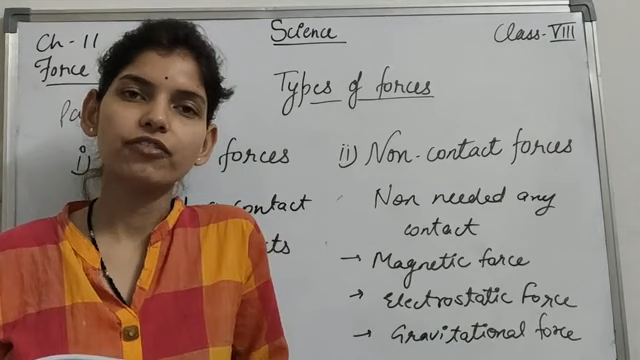 Ch - 11
Science
Class - VIII
Force
Types of forces
Pa
i) forces
contact
ii) Non-contact forces
Non needed any
contact
→ Magnetic force
→ Electrostatic Force
→ Gravitational force